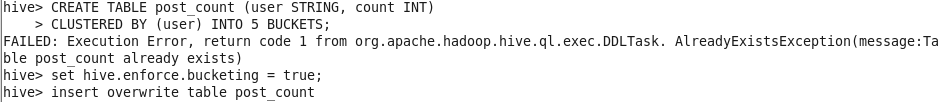 hive> CREATE TABLE post_count (user STRING, count INT)
    > CLUSTERED BY (user) INTO 5 BUCKETS;
FAILED: Execution Error, return code 1 from org.apache.hadoop.hive.ql.exec.DDLTask. AlreadyExistsException(message:Ta
ble post_count already exists)
hive> set hive.enforce.bucketing = true;
hive> insert overwrite table post_count